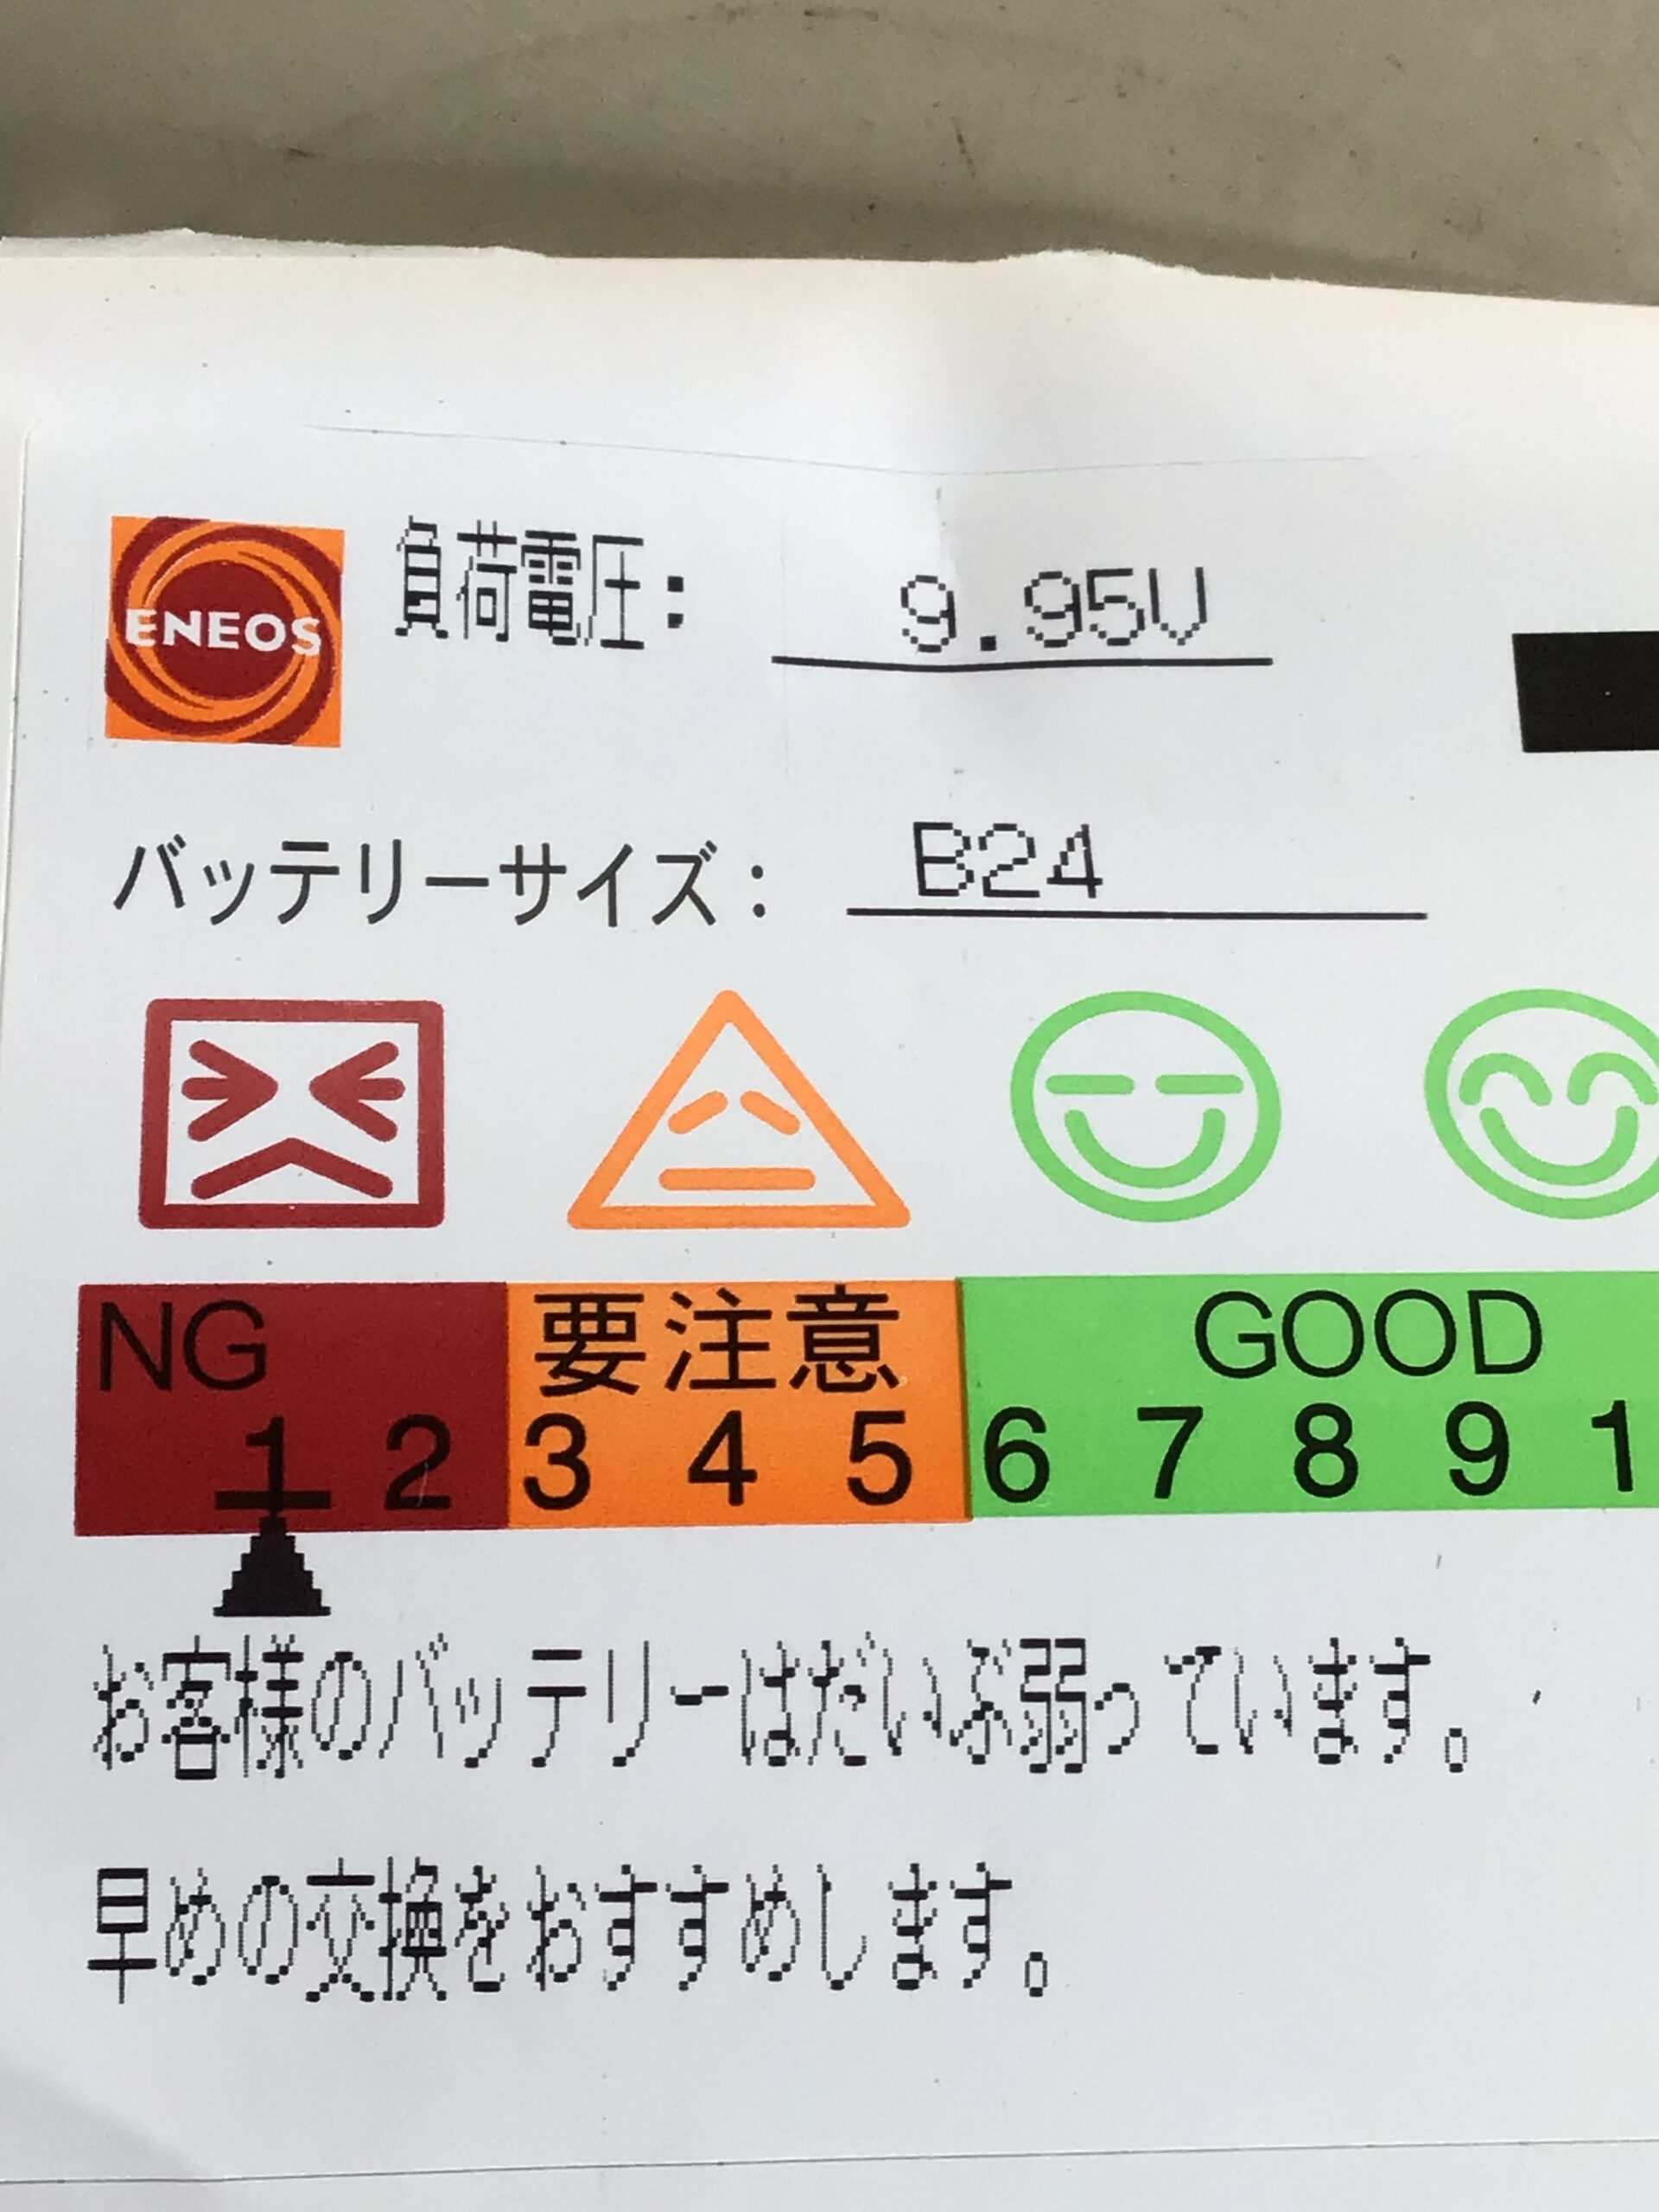 ENEOS
負荷電圧: 9.95V
バッテリーサイズ: B24
NG 要注意 GOOD
1 2 3 4 5 6 7 8 9 1
お客様のバッテリーはだいぶ弱っています。
早めの交換をおすすめします。